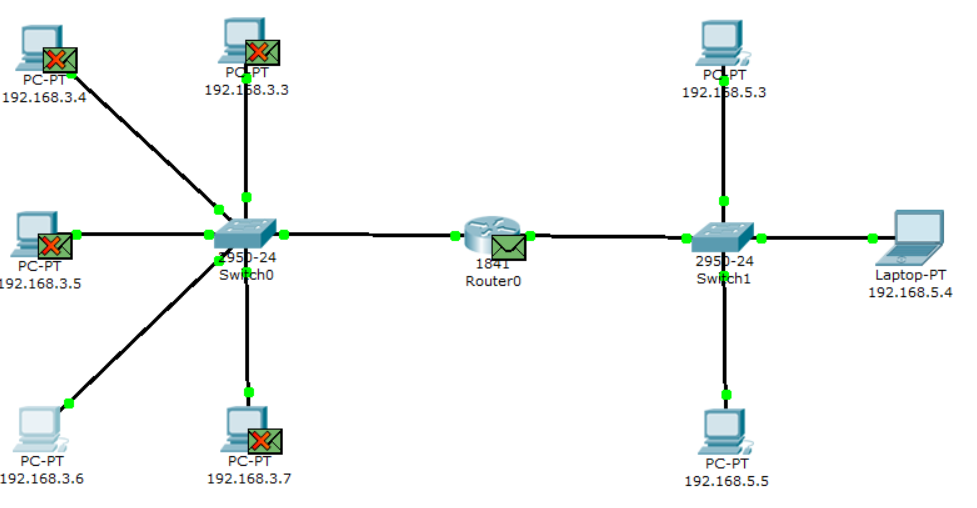 PC-PT
192.168.3.4
PC-PT
192.168.3.3
PC-PT
192.168.5.3
PC-PT
192.168.3.5
2950-24
Switch0
1841
Router0
2950-24
Switch1
Laptop-PT
192.168.5.4
PC-PT
192.168.3.6
PC-PT
192.168.3.7
PC-PT
192.168.5.5